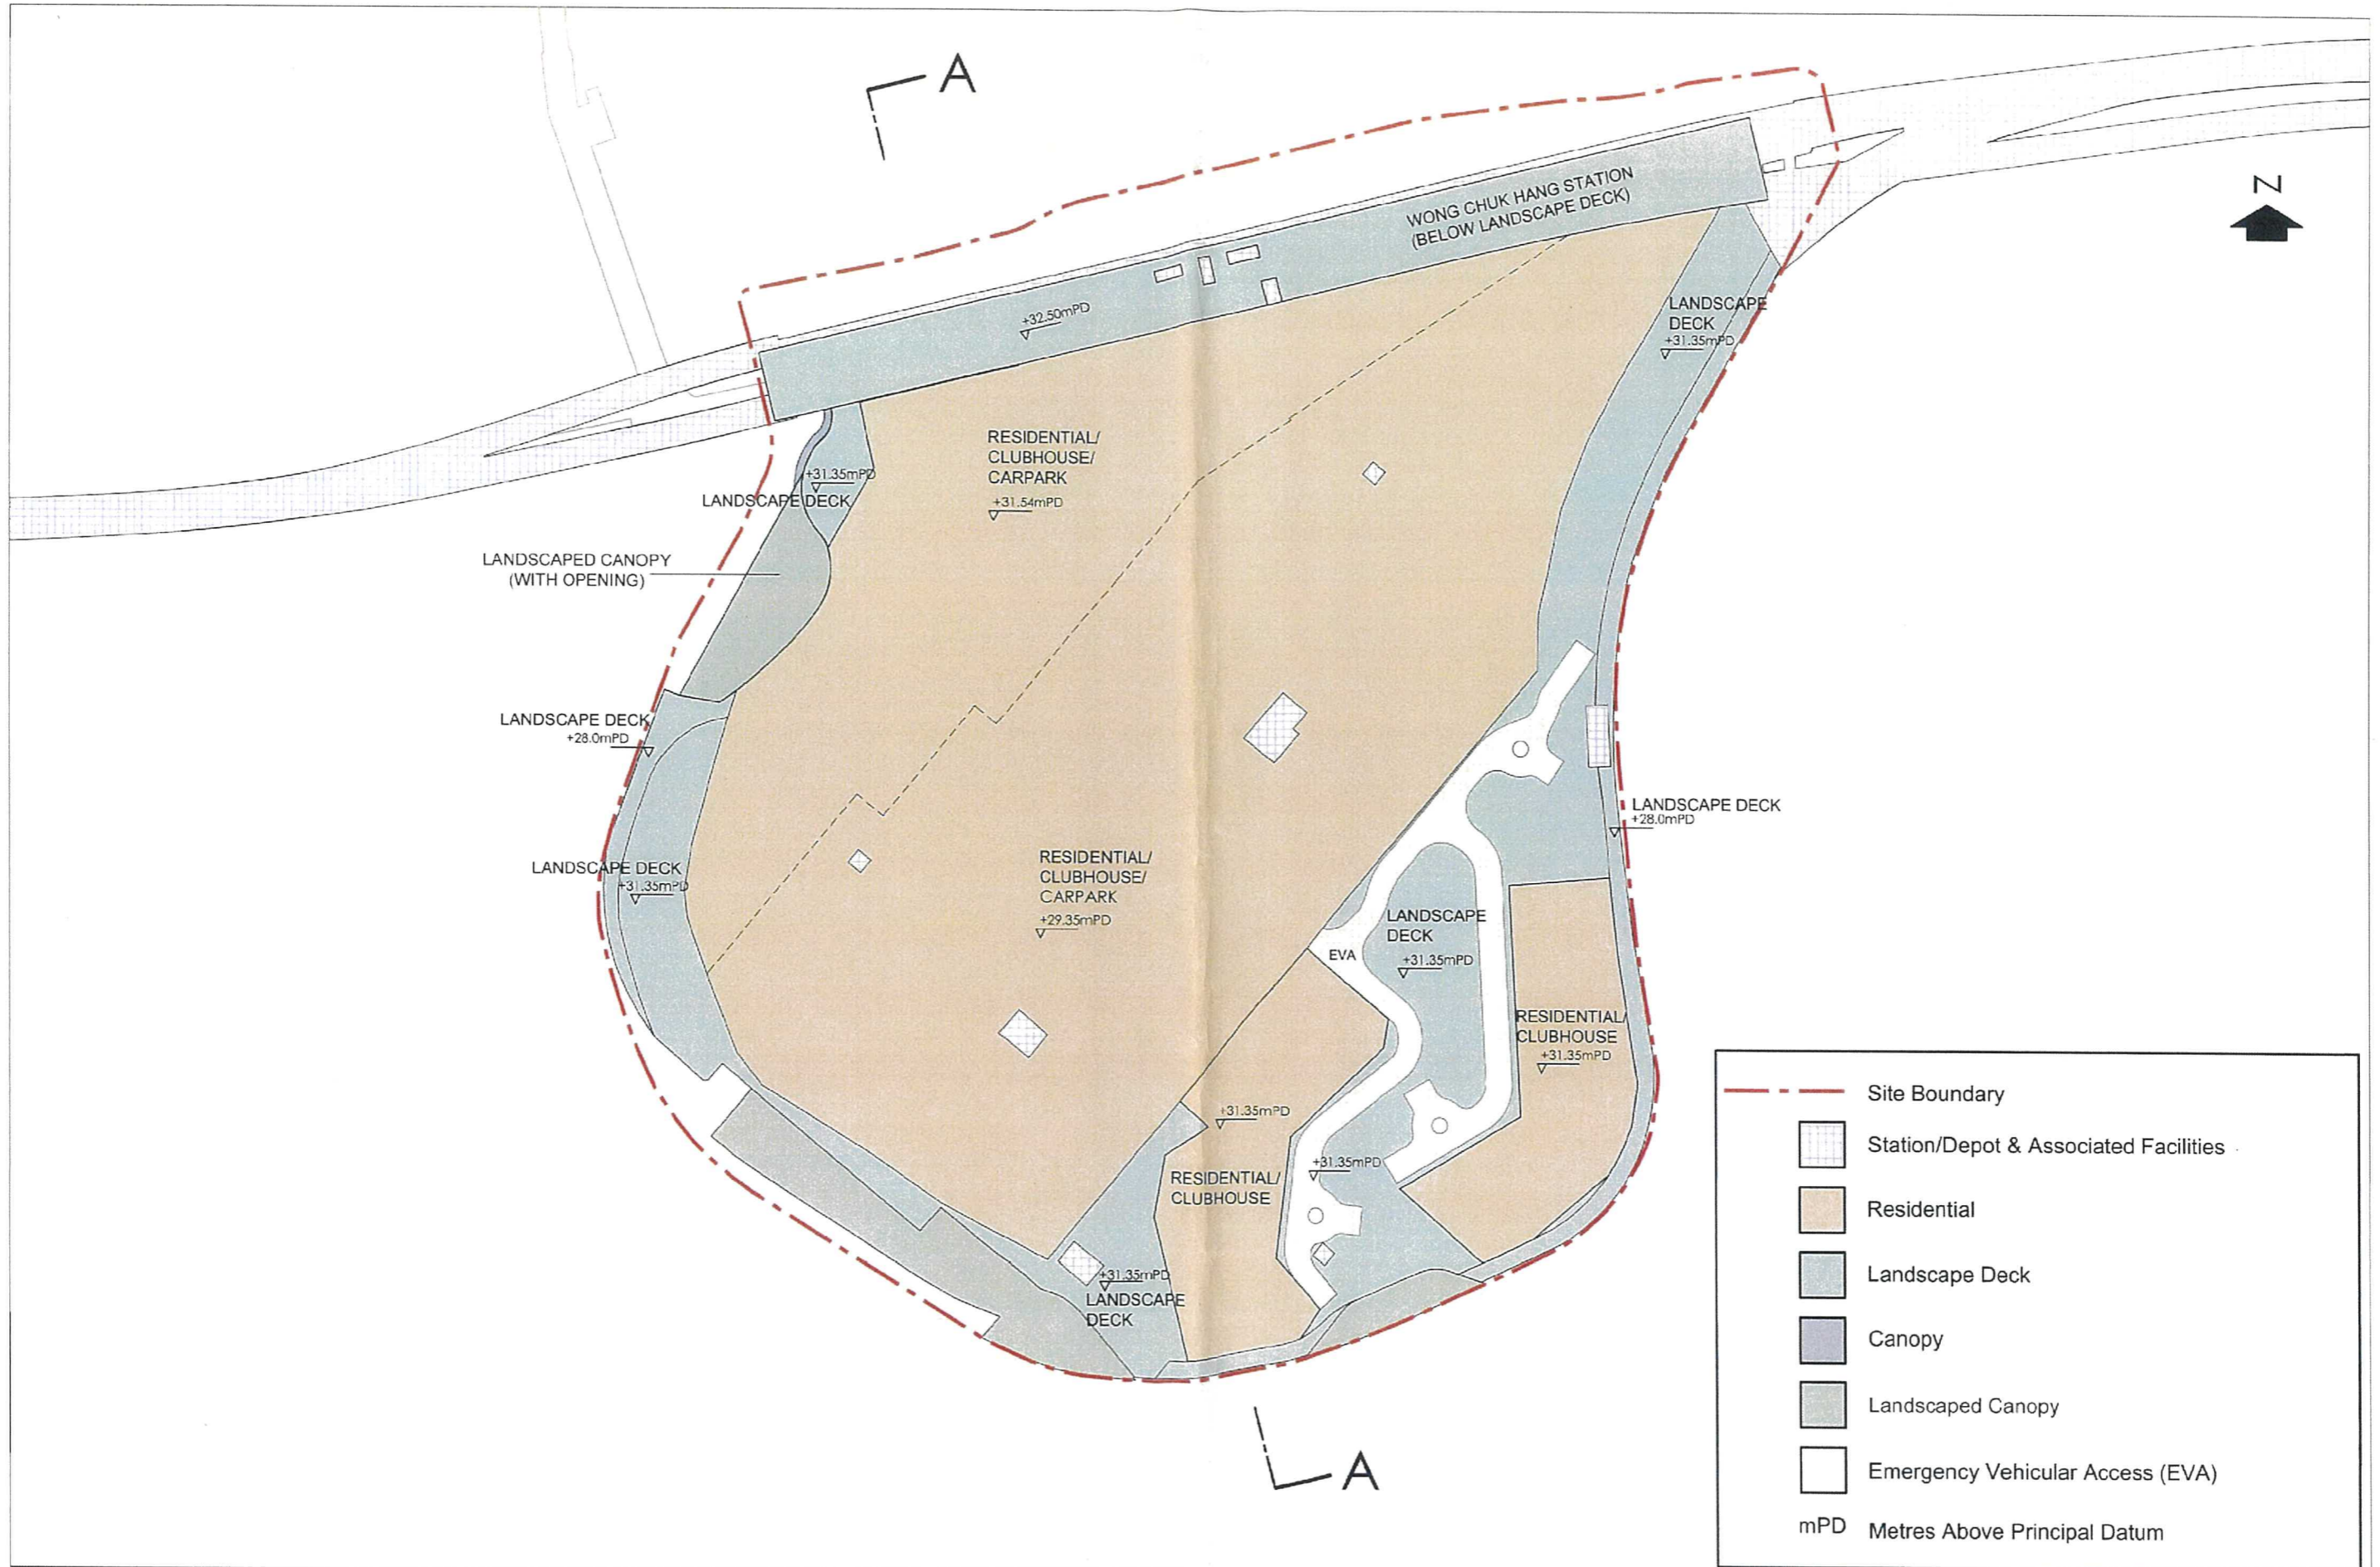 A
N
WONG CHUK HANG STATION
(BELOW LANDSCAPE DECK)
+32.50mPD
LANDSCAPE
DECK
+31.35mPD
RESIDENTIAL/
CLUBHOUSE/
CARPARK
+31.54mPD
+31.35mPD
LANDSCAPE DECK
LANDSCAPED CANOPY
(WITH OPENING)
LANDSCAPE DECK
+28.0mPD
LANDSCAPE DECK
+28.0mPD
LANDSCAPE DECK
+31.35mPD
RESIDENTIAL/
CLUBHOUSE/
CARPARK
+29.35mPD
LANDSCAPE
DECK
+31.35mPD
EVA
RESIDENTIAL/
CLUBHOUSE
+31.35mPD
+31.35mPD
RESIDENTIAL/
CLUBHOUSE
+31.35mPD
+31.35mPD
LANDSCAPE
DECK
A
Site Boundary
Station/Depot & Associated Facilities
Residential
Landscape Deck
Canopy
Landscaped Canopy
Emergency Vehicular Access (EVA)
mPD Metres Above Principal Datum